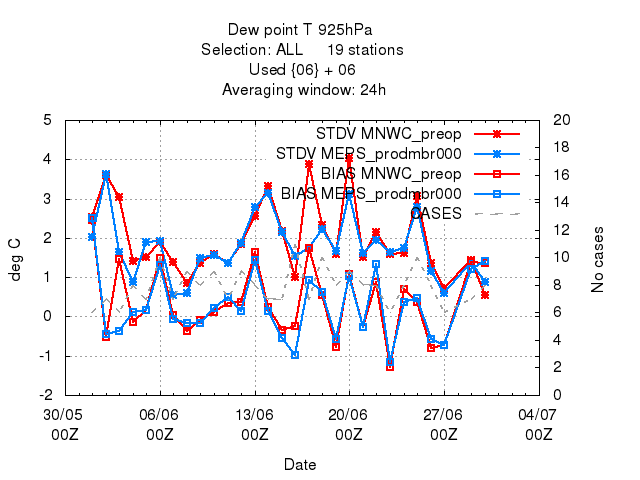 Dew point T 925hPa
Selection: ALL 19 stations
Used {06} + 06
Averaging window: 24h
STDV MNWC_preop
STDV MEPS_prodmbr000
BIAS MNWC_preop
BIAS MEPS_prodmbr000
CASES
5
4
3
2
1
0
-1
-2
deg C
20
18
16
14
12
10
8
6
4
2
0
No cases
30/05 06/06 13/06 20/06 27/06 04/07
00Z 00Z 00Z 00Z 00Z 00Z
Date